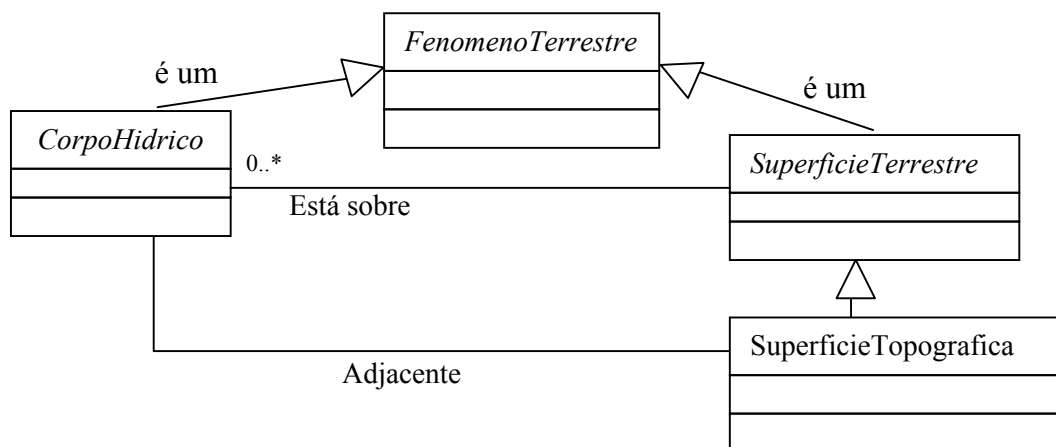 FenomenoTerrestre
é um
é um
CorpoHidrico
0..*
SuperficieTerrestre
Está sobre
SuperficieTopografica
Adjacente